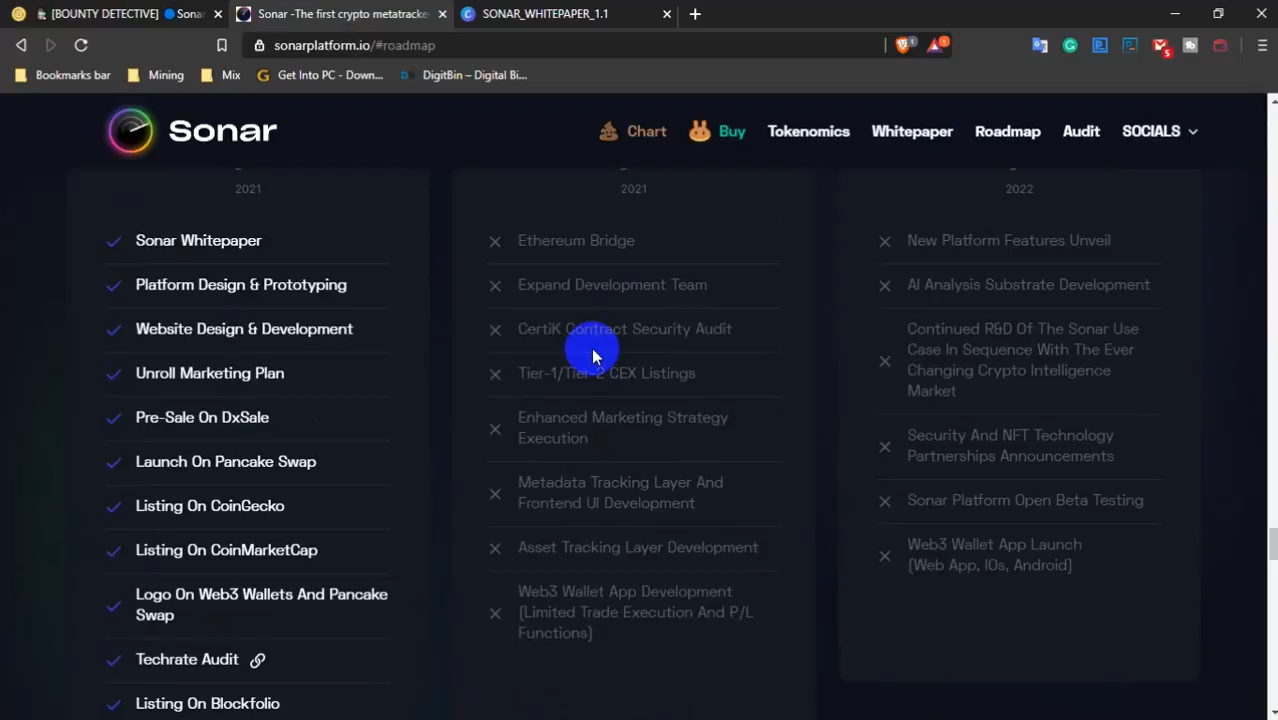 [BOUNTY DETECTIVE] 🔵 Sonar
Sonar -The first crypto metatracke
SONAR_WHITEPAPER_1.1
sonarplatform.io/#roadmap
1
1
5
Bookmarks bar
Mining
Mix
Get Into PC - Down...
DigitBin – Digital Bi...
Sonar
Chart
Buy
Tokenomics
Whitepaper
Roadmap
Audit
SOCIALS
2021
Sonar Whitepaper
Platform Design & Prototyping
Website Design & Development
Unroll Marketing Plan
Pre-Sale On DxSale
Launch On Pancake Swap
Listing On CoinGecko
Listing On CoinMarketCap
Logo On Web3 Wallets And Pancake
Swap
Techrate Audit
Listing On Blockfolio
2021
Ethereum Bridge
Expand Development Team
CertiK Contract Security Audit
Tier-1/Tier-2 CEX Listings
Enhanced Marketing Strategy
Execution
Metadata Tracking Layer And
Frontend UI Development
Asset Tracking Layer Development
Web3 Wallet App Development
(Limited Trade Execution And P/L
Functions)
2022
New Platform Features Unveil
AI Analysis Substrate Development
Continued R&D Of The Sonar Use
Case In Sequence With The Ever
Changing Crypto Intelligence
Market
Security And NFT Technology
Partnerships Announcements
Sonar Platform Open Beta Testing
Web3 Wallet App Launch
(Web App, IOs, Android)